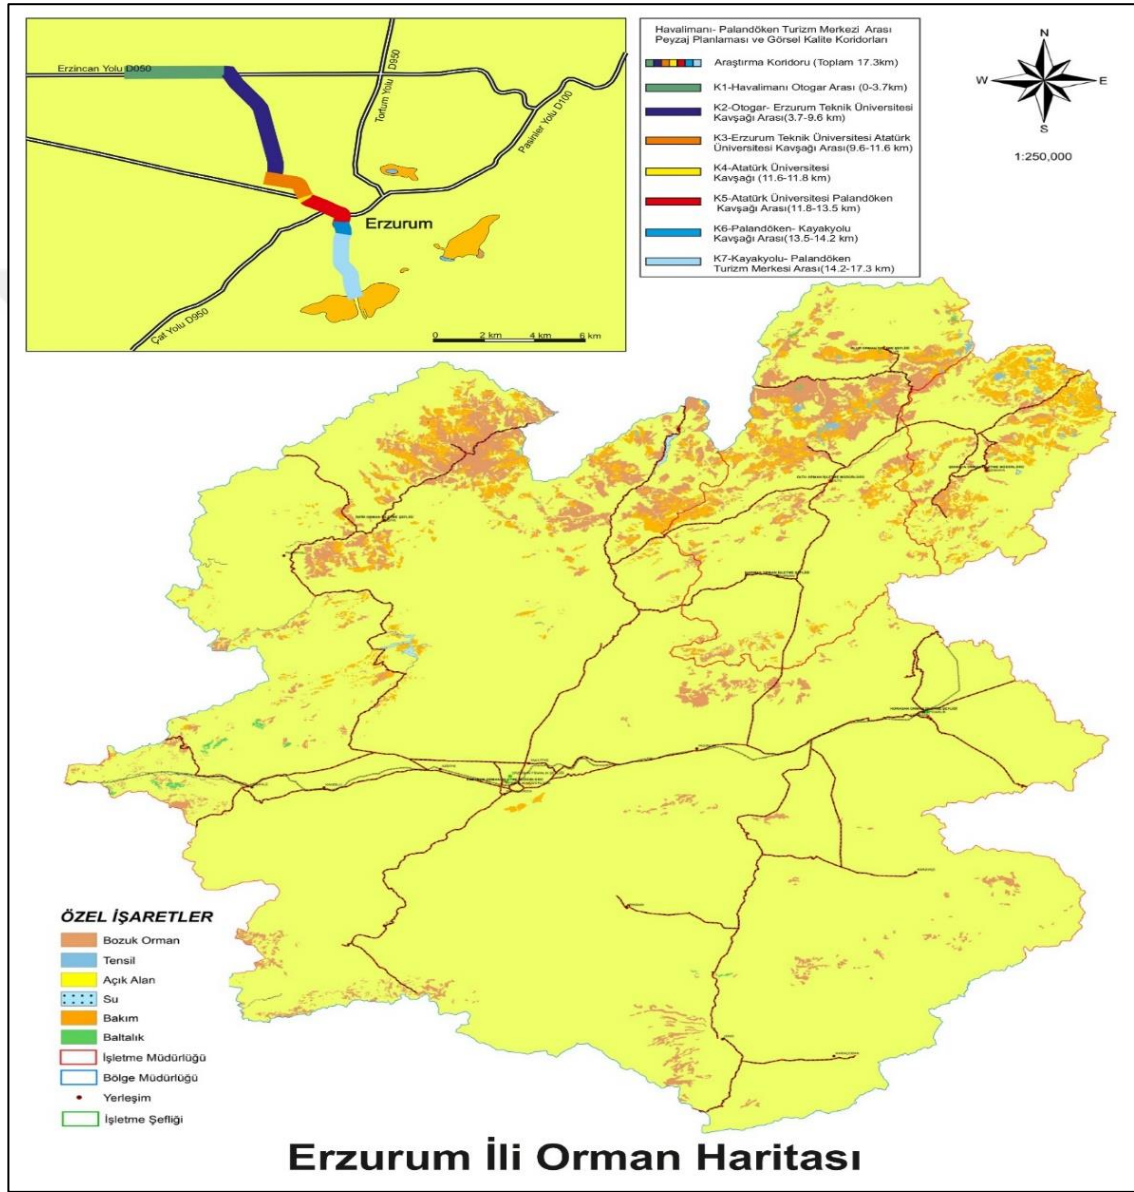 Erzincan Yolu D050
Tortum Yolu D950
Pasinler Yolu D100
Erzurum
Çat Yolu D950
0 2 km 4 km 6 km
Havalimanı- Palandöken Turizm Merkezi Arası
Peyzaj Planlaması ve Görsel Kalite Koridorları
Araştırma Koridoru (Toplam 17.3km)
K1-Havalimanı Otogar Arası (0-3.7km)
K2-Otogar- Erzurum Teknik Üniversitesi
Kavşağı Arası(3.7-9.6 km)
K3-Erzurum Teknik Üniversitesi Atatürk
Üniversitesi Kavşağı Arası(9.6-11.6 km)
K4-Atatürk Üniversitesi
Kavşağı (11.6-11.8 km)
K5-Atatürk Üniversitesi Palandöken
Kavşağı Arası(11.8-13.5 km)
K6-Palandöken- Kayakyolu
Kavşağı Arası(13.5-14.2 km)
K7-Kayakyolu- Palandöken
Turizm Merkesi Arası(14.2-17.3 km)
N
W E
S
1:250,000
ÖZEL İŞARETLER
Bozuk Orman
Tensil
Açık Alan
Su
Bakım
Baltalık
İşletme Müdürlüğü
Bölge Müdürlüğü
Yerleşim
İşletme Şefliği
Erzurum İli Orman Haritası